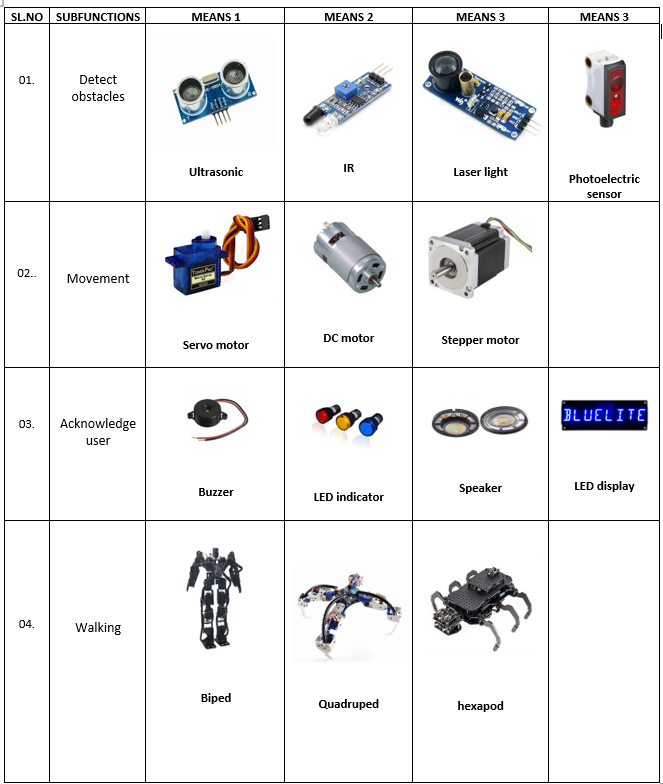 SL.NO SUBFUNCTIONS MEANS 1 MEANS 2 MEANS 3 MEANS 3
01. Detect obstacles
Ultrasonic IR Laser light Photoelectric sensor
02.. Movement
TowerPro
Servo motor DC motor Stepper motor
03. Acknowledge user
BLUELITE
Buzzer LED indicator Speaker LED display
04. Walking
Biped Quadruped hexapod